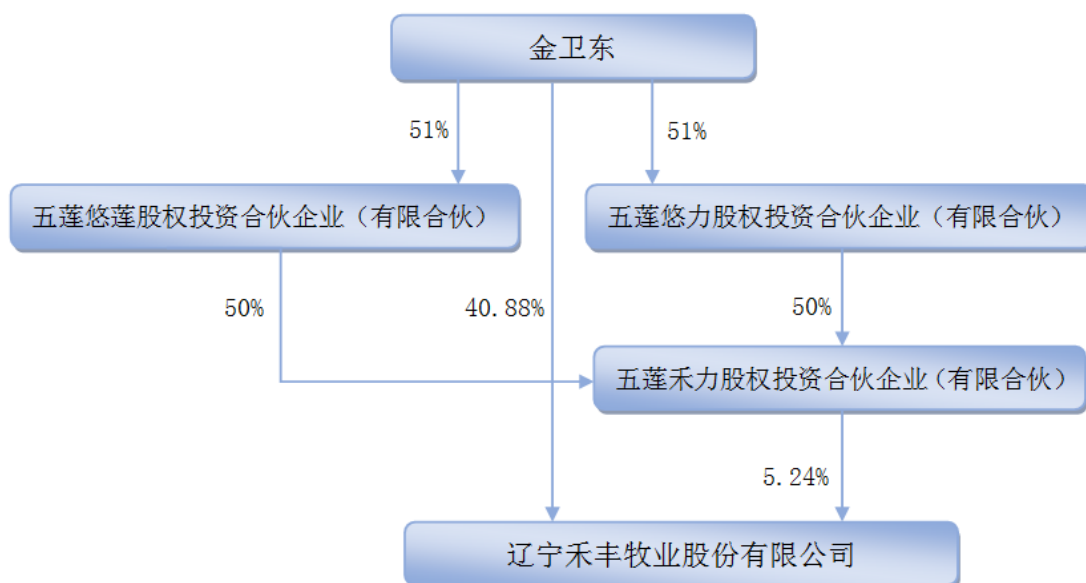 金卫东
51%
51%
五莲悠莲股权投资合伙企业（有限合伙）
五莲悠力股权投资合伙企业（有限合伙）
50%
40.88%
50%
五莲禾力股权投资合伙企业（有限合伙）
5.24%
辽宁禾丰牧业股份有限公司